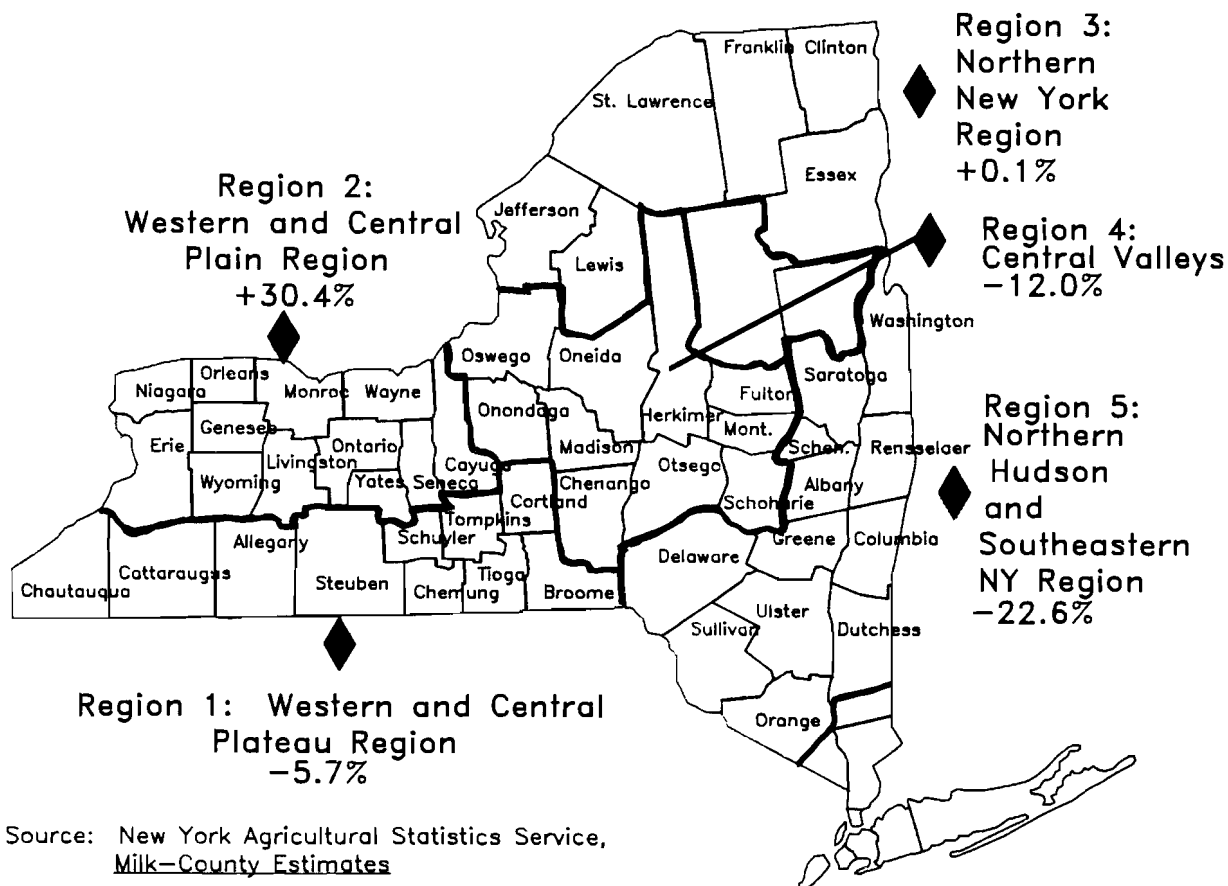 Region 3:
Northern
New York
Region
+0.1%
Franklin
Clinton
St. Lawrence
Essex
Region 2:
Western and Central
Plain Region
+30.4%
Jefferson
Lewis
Region 4:
Central Valleys
−12.0%
Washington
Oswego
Oneida
Saratoga
Niagara
Orleans
Monroe
Wayne
Fulton
Onondaga
Herkimer
Mont.
Region 5:
Northern
Hudson
and
Southeastern
NY Region
−22.6%
Erie
Genesee
Ontario
Madison
Schen.
Rensselaer
Livingston
Cayuga
Otsego
Wyoming
Yates
Seneca
Chenango
Albany
Cortland
Schoharie
Tompkins
Allegany
Schuyler
Greene
Columbia
Delaware
Cattaraugus
Steuben
Tioga
Chautauqua
Chemung
Broome
Ulster
Sullivan
Dutchess
Orange
Region 1: Western and Central
Plateau Region
−5.7%
Source: New York Agricultural Statistics Service,
Milk−County Estimates